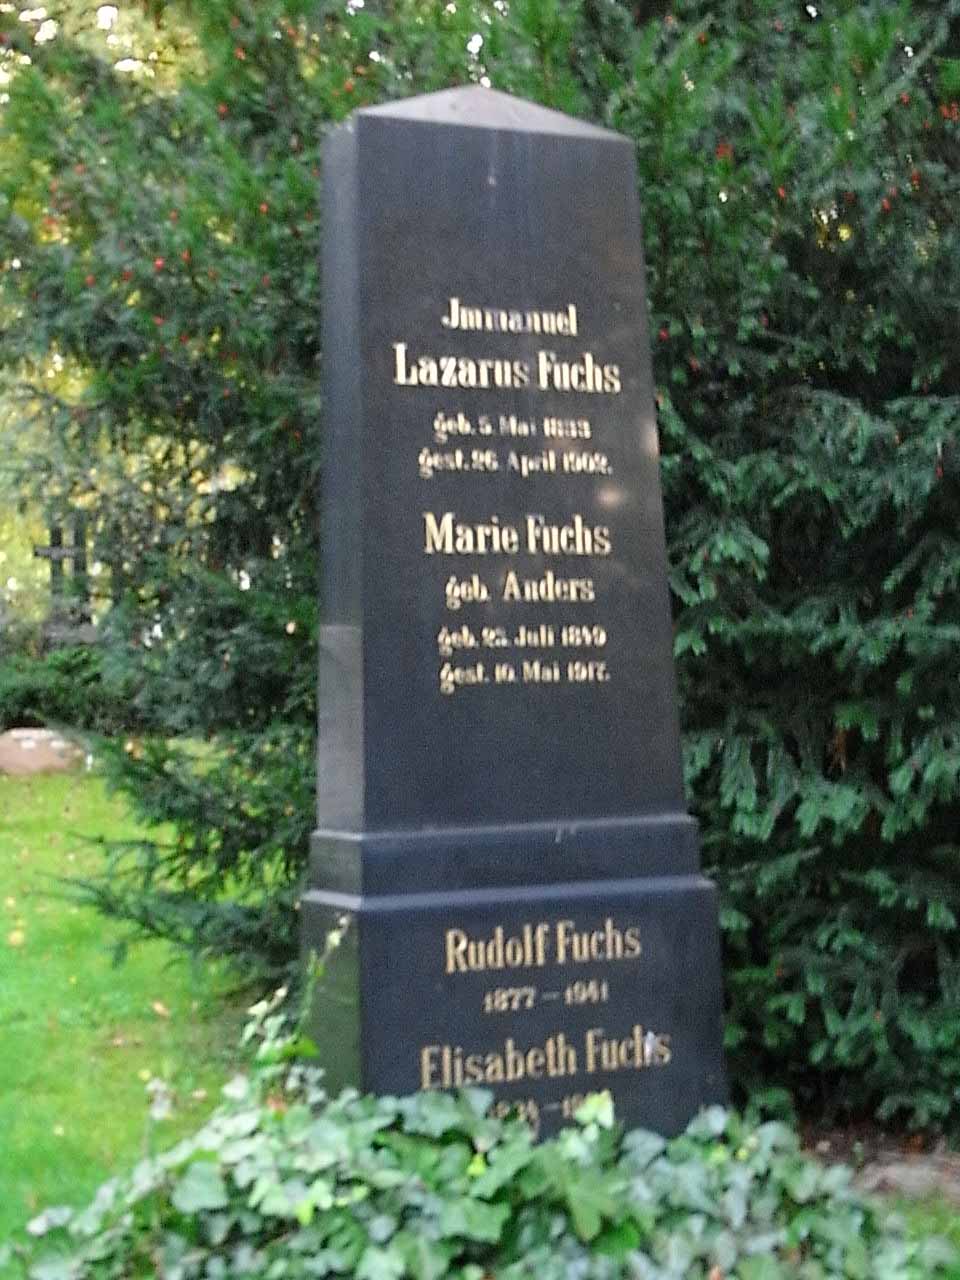 Jmmanuel
Lazarus Fuchs
geb. 5 Mai 1833
gest. 26 April 1902.
Marie Fuchs
geb. Anders
geb. 23. Juli 1849
gest. 10. Mai 1917.
Rudolf Fuchs
1877 – 1941
Elisabeth Fuchs